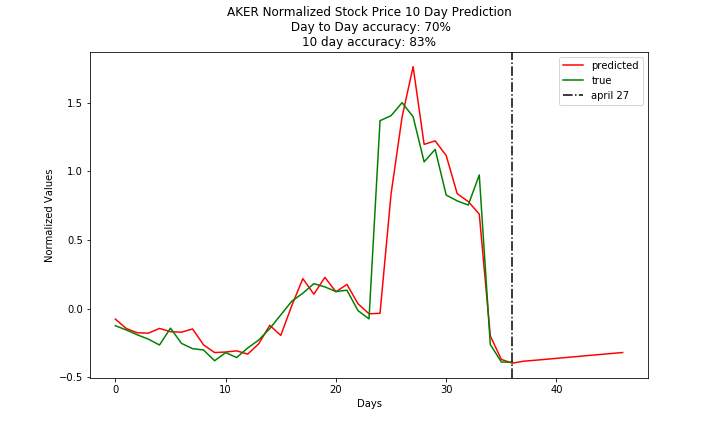 AKER Normalized Stock Price 10 Day Prediction
Day to Day accuracy: 70%
10 day accuracy: 83%
predicted
true
april 27
Normalized Values
1.5
1.0
0.5
0.0
−0.5
0
10
20
30
40
Days